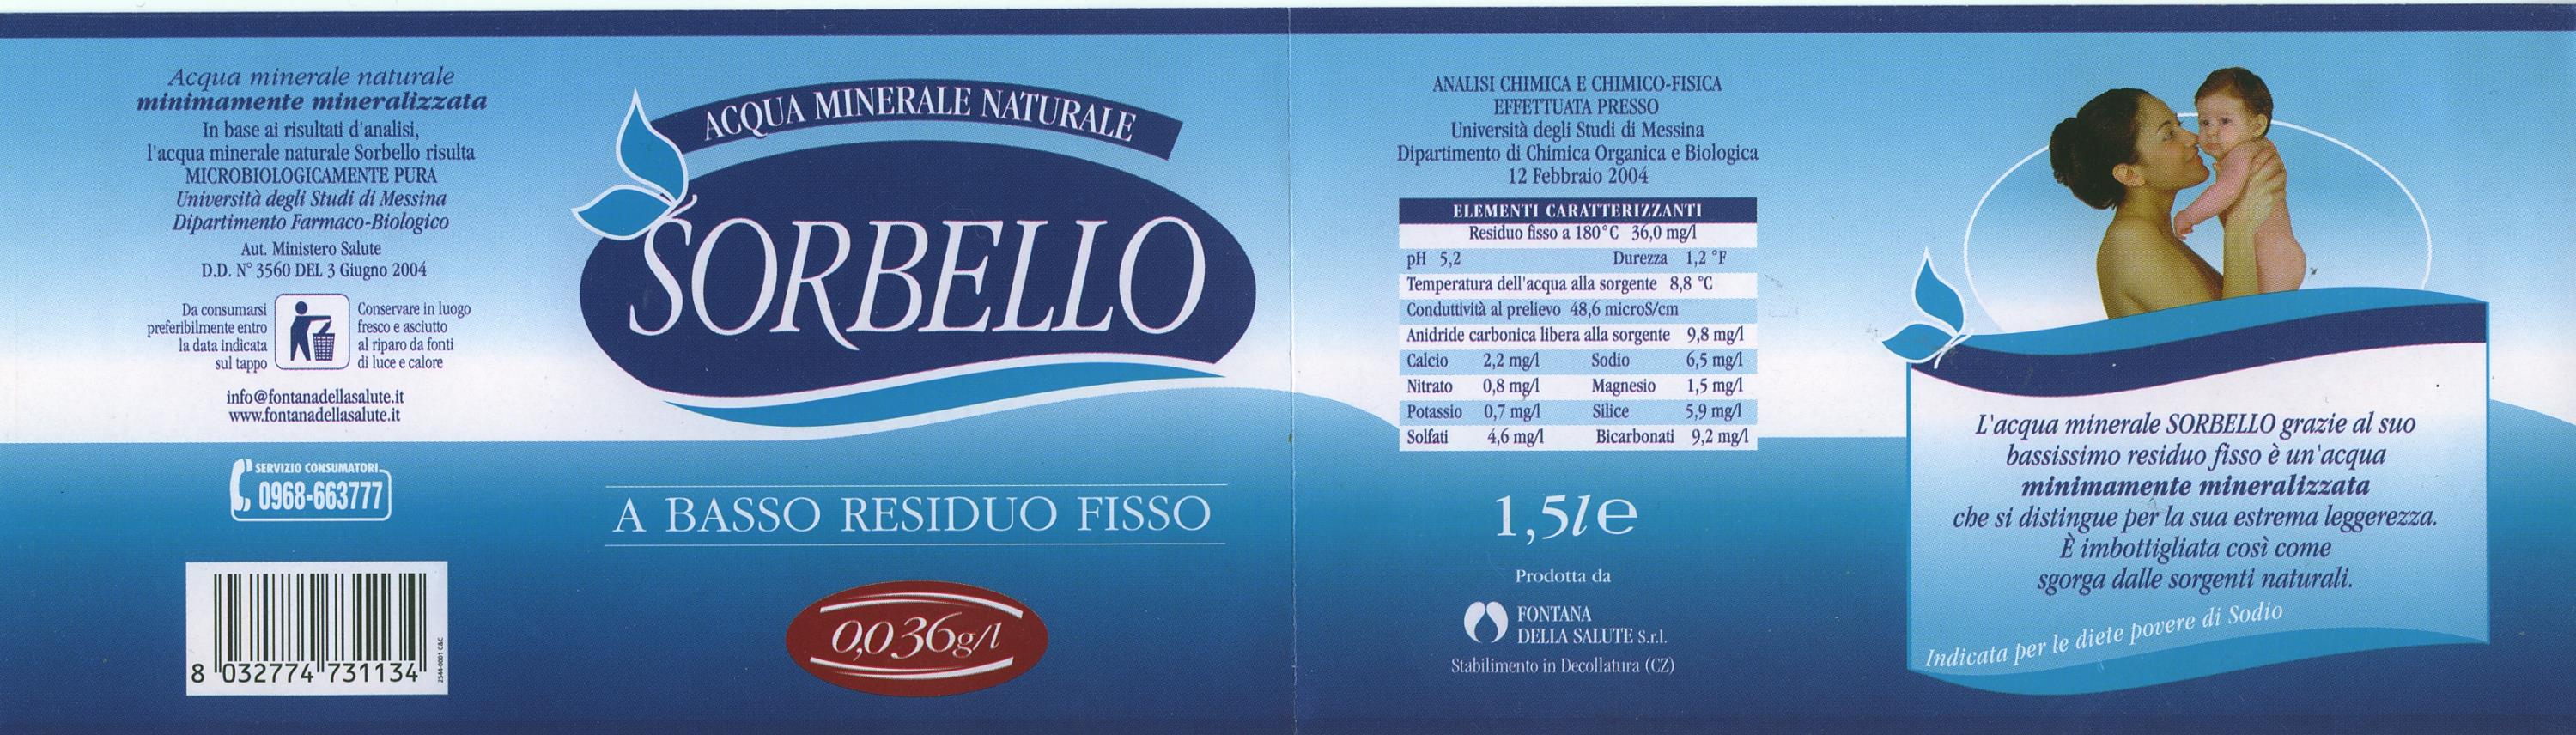 Acqua minerale naturale
minimamente mineralizzata
In base ai risultati d'analisi,
l'acqua minerale naturale Sorbello risulta
MICROBIOLOGICAMENTE PURA
Università degli Studi di Messina
Dipartimento Farmaco-Biologico
Aut. Ministero Salute
D.D. N° 3560 DEL 3 Giugno 2004
Da consumarsi
preferibilmente entro
la data indicata
sul tappo
Conservare in luogo
fresco e asciutto
al riparo da fonti
di luce e calore
info@fontanadellasalute.it
www.fontanadellasalute.it
SERVIZIO CONSUMATORI
0968-663777
8 032774 731134
2544-0001 C&C
ACQUA MINERALE NATURALE
SORBELLO
A BASSO RESIDUO FISSO
0,036g/l
ANALISI CHIMICA E CHIMICO-FISICA
EFFETTUATA PRESSO
Università degli Studi di Messina
Dipartimento di Chimica Organica e Biologica
12 Febbraio 2004
ELEMENTI CARATTERIZZANTI
Residuo fisso a 180°C 36,0 mg/l
pH 5,2 Durezza 1,2 °F
Temperatura dell'acqua alla sorgente 8,8 °C
Conduttività al prelievo 48,6 microS/cm
Anidride carbonica libera alla sorgente 9,8 mg/l
Calcio 2,2 mg/l Sodio 6,5 mg/l
Nitrato 0,8 mg/l Magnesio 1,5 mg/l
Potassio 0,7 mg/l Silice 5,9 mg/l
Solfati 4,6 mg/l Bicarbonati 9,2 mg/l
1,5l e
Prodotta da
FONTANA
DELLA SALUTE s.r.l.
Stabilimento in Decollatura (CZ)
L'acqua minerale SORBELLO grazie al suo
bassissimo residuo fisso è un'acqua
minimamente mineralizzata
che si distingue per la sua estrema leggerezza.
È imbottigliata così come
sgorga dalle sorgenti naturali.
Indicata per le diete povere di Sodio